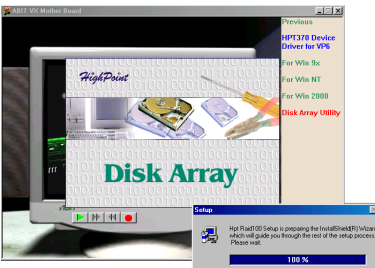 ABIT VX Mother Board
Previous
HPT370 Device
Driver for VP6
For Win 9x
For Win NT
For Win 2000
Disk Array Utility
HighPoint
Disk Array
Setup
Hpt Raid100 Setup is preparing the InstallShield(R) Wizard
which will guide you through the rest of the setup process.
Please wait.
100 %